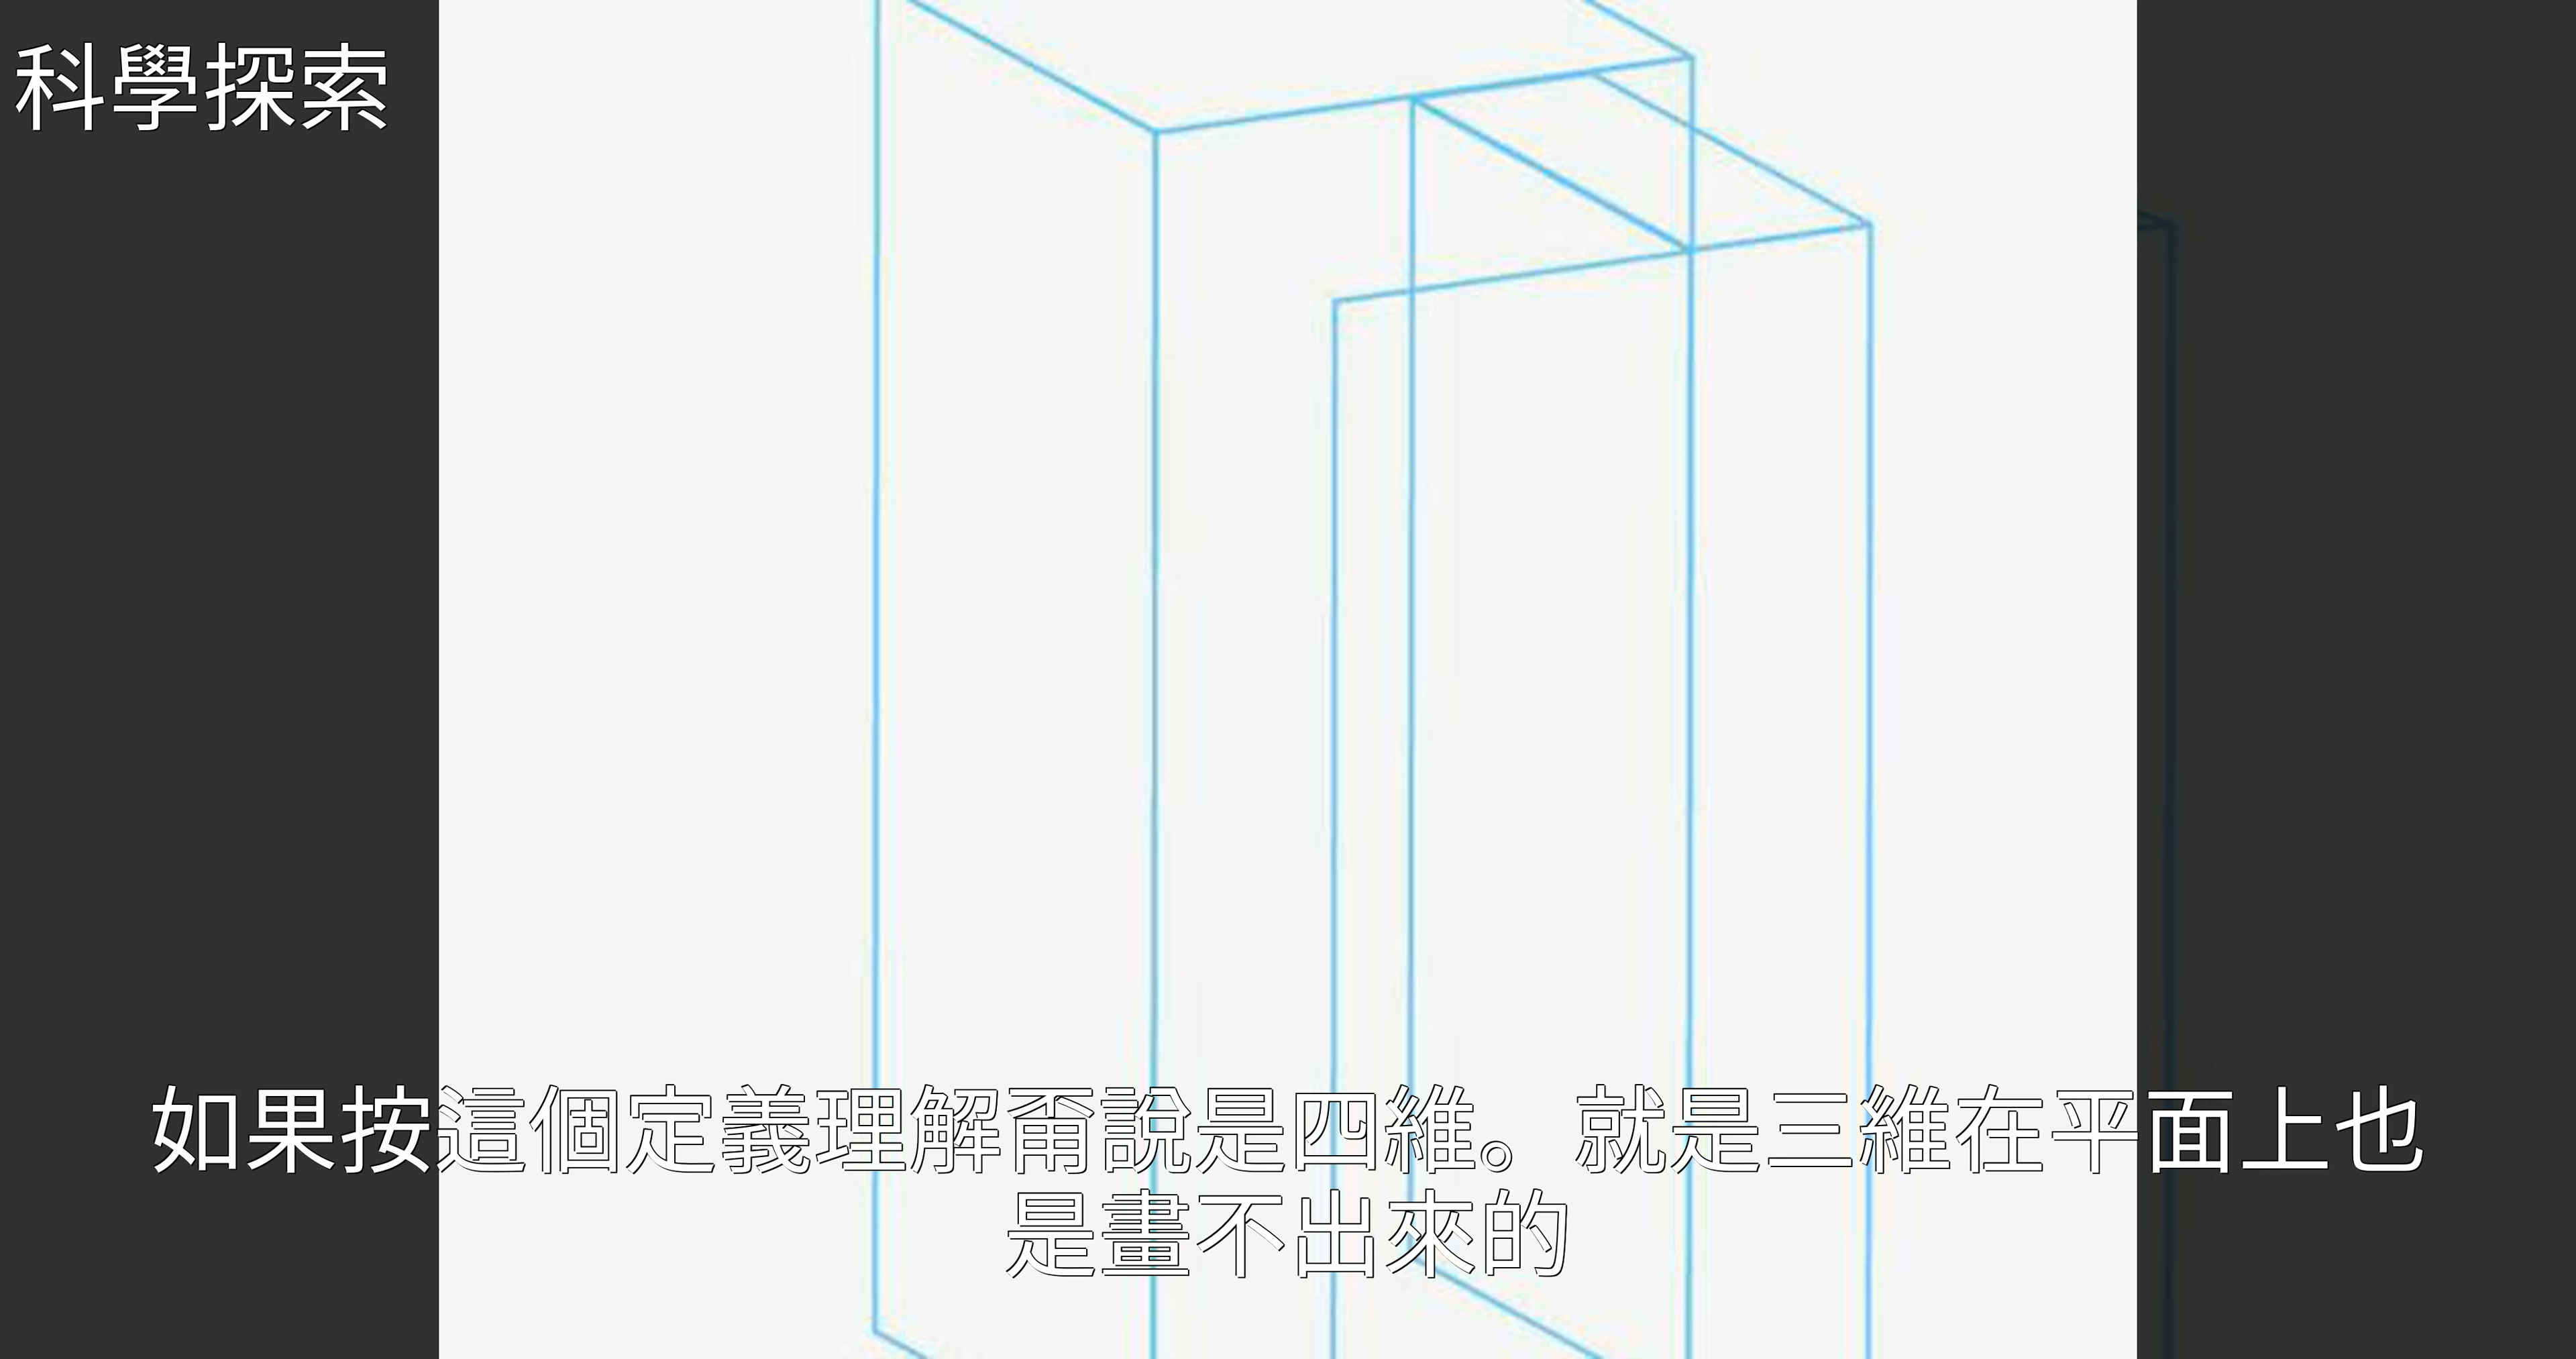 科學探索
如果按這個定義理解甭說是四維。就是三維在平面上也
是畫不出來的